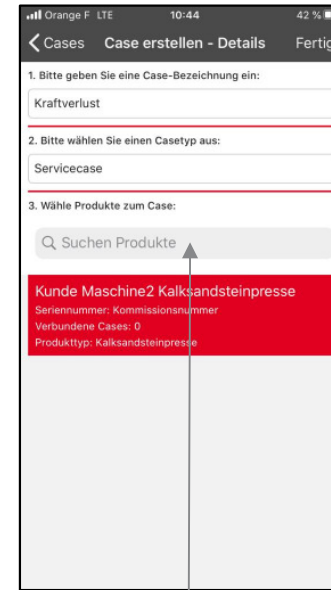 Orange F LTE 10:44 42 %
Cases Case erstellen - Details Fertig
1. Bitte geben Sie eine Case-Bezeichnung ein:
Kraftverlust
2. Bitte wählen Sie einen Casetyp aus:
Servicecase
3. Wähle Produkte zum Case:
Suchen Produkte
Kunde Maschine2 Kalksandsteinpresse
Seriennummer: Kommissionsnummer
Verbundene Cases: 0
Produkttyp: Kalksandsteinpresse